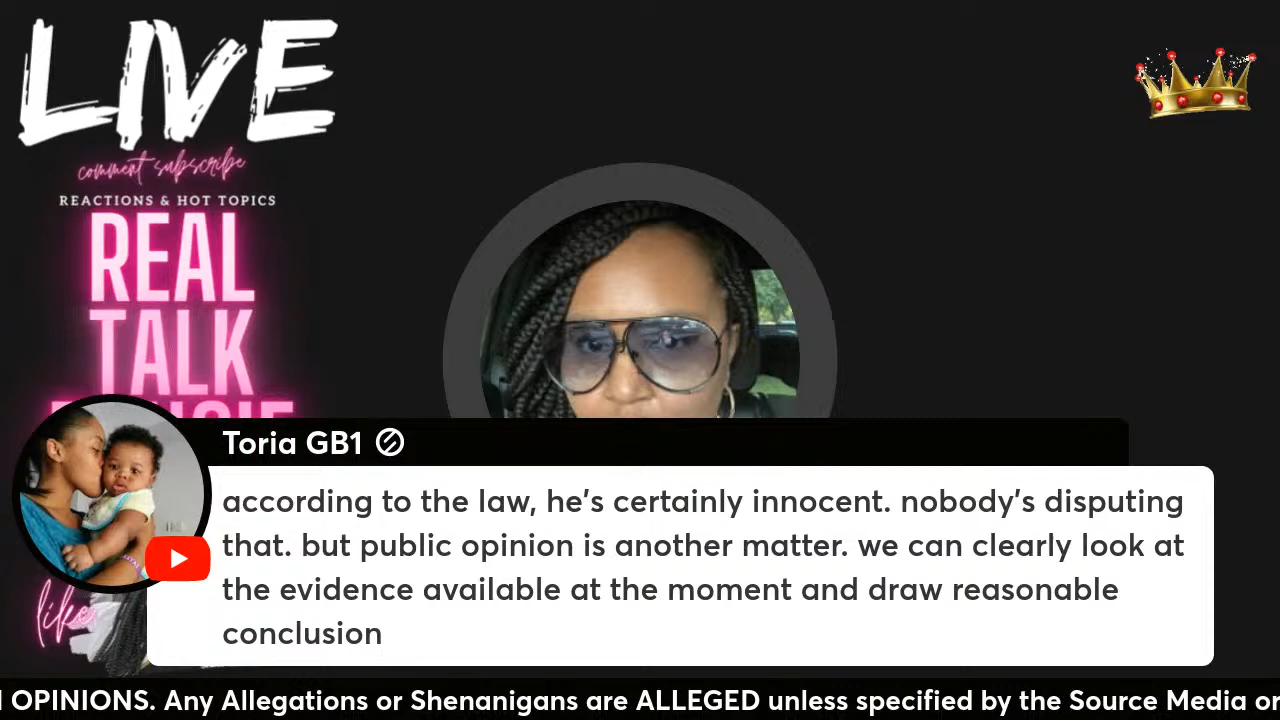 LIVE
comment subscribe
REACTIONS & HOT TOPICS
REAL
TALK
Toria GB1
according to the law, he's certainly innocent. nobody's disputing
that. but public opinion is another matter. we can clearly look at
the evidence available at the moment and draw reasonable
conclusion
like
OPINIONS. Any Allegations or Shenanigans are ALLEGED unless specified by the Source Media or